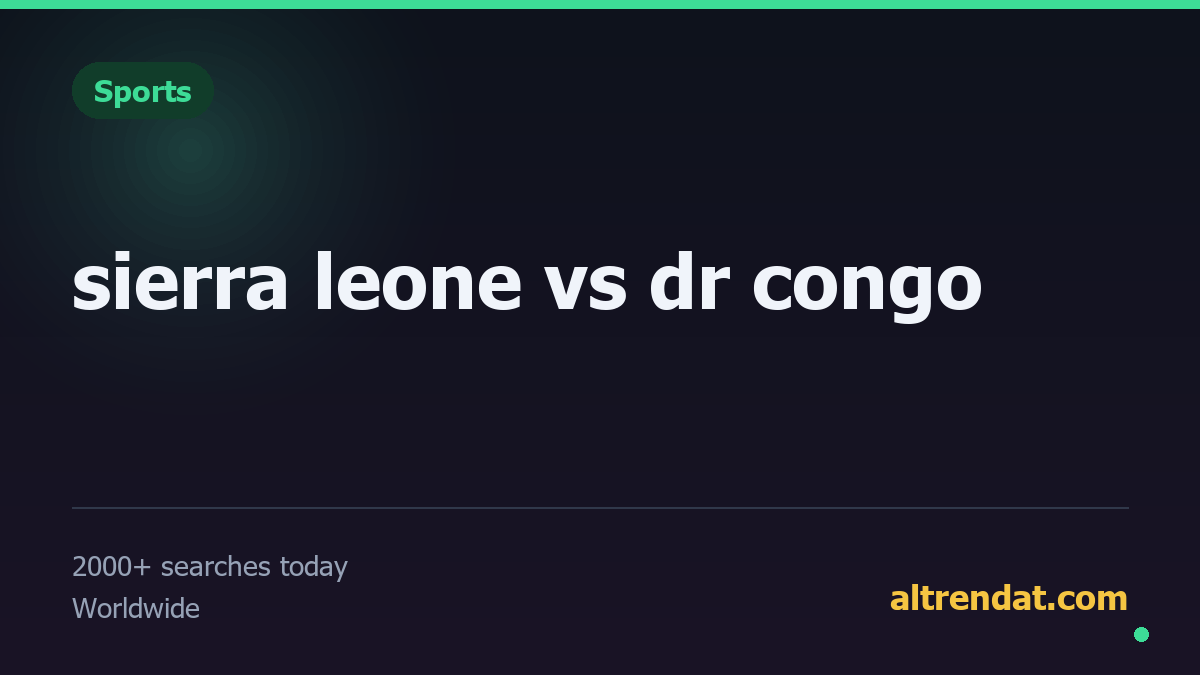 Sports
sierra leone vs dr congo
2000+ searches today
Worldwide
altrendat.com